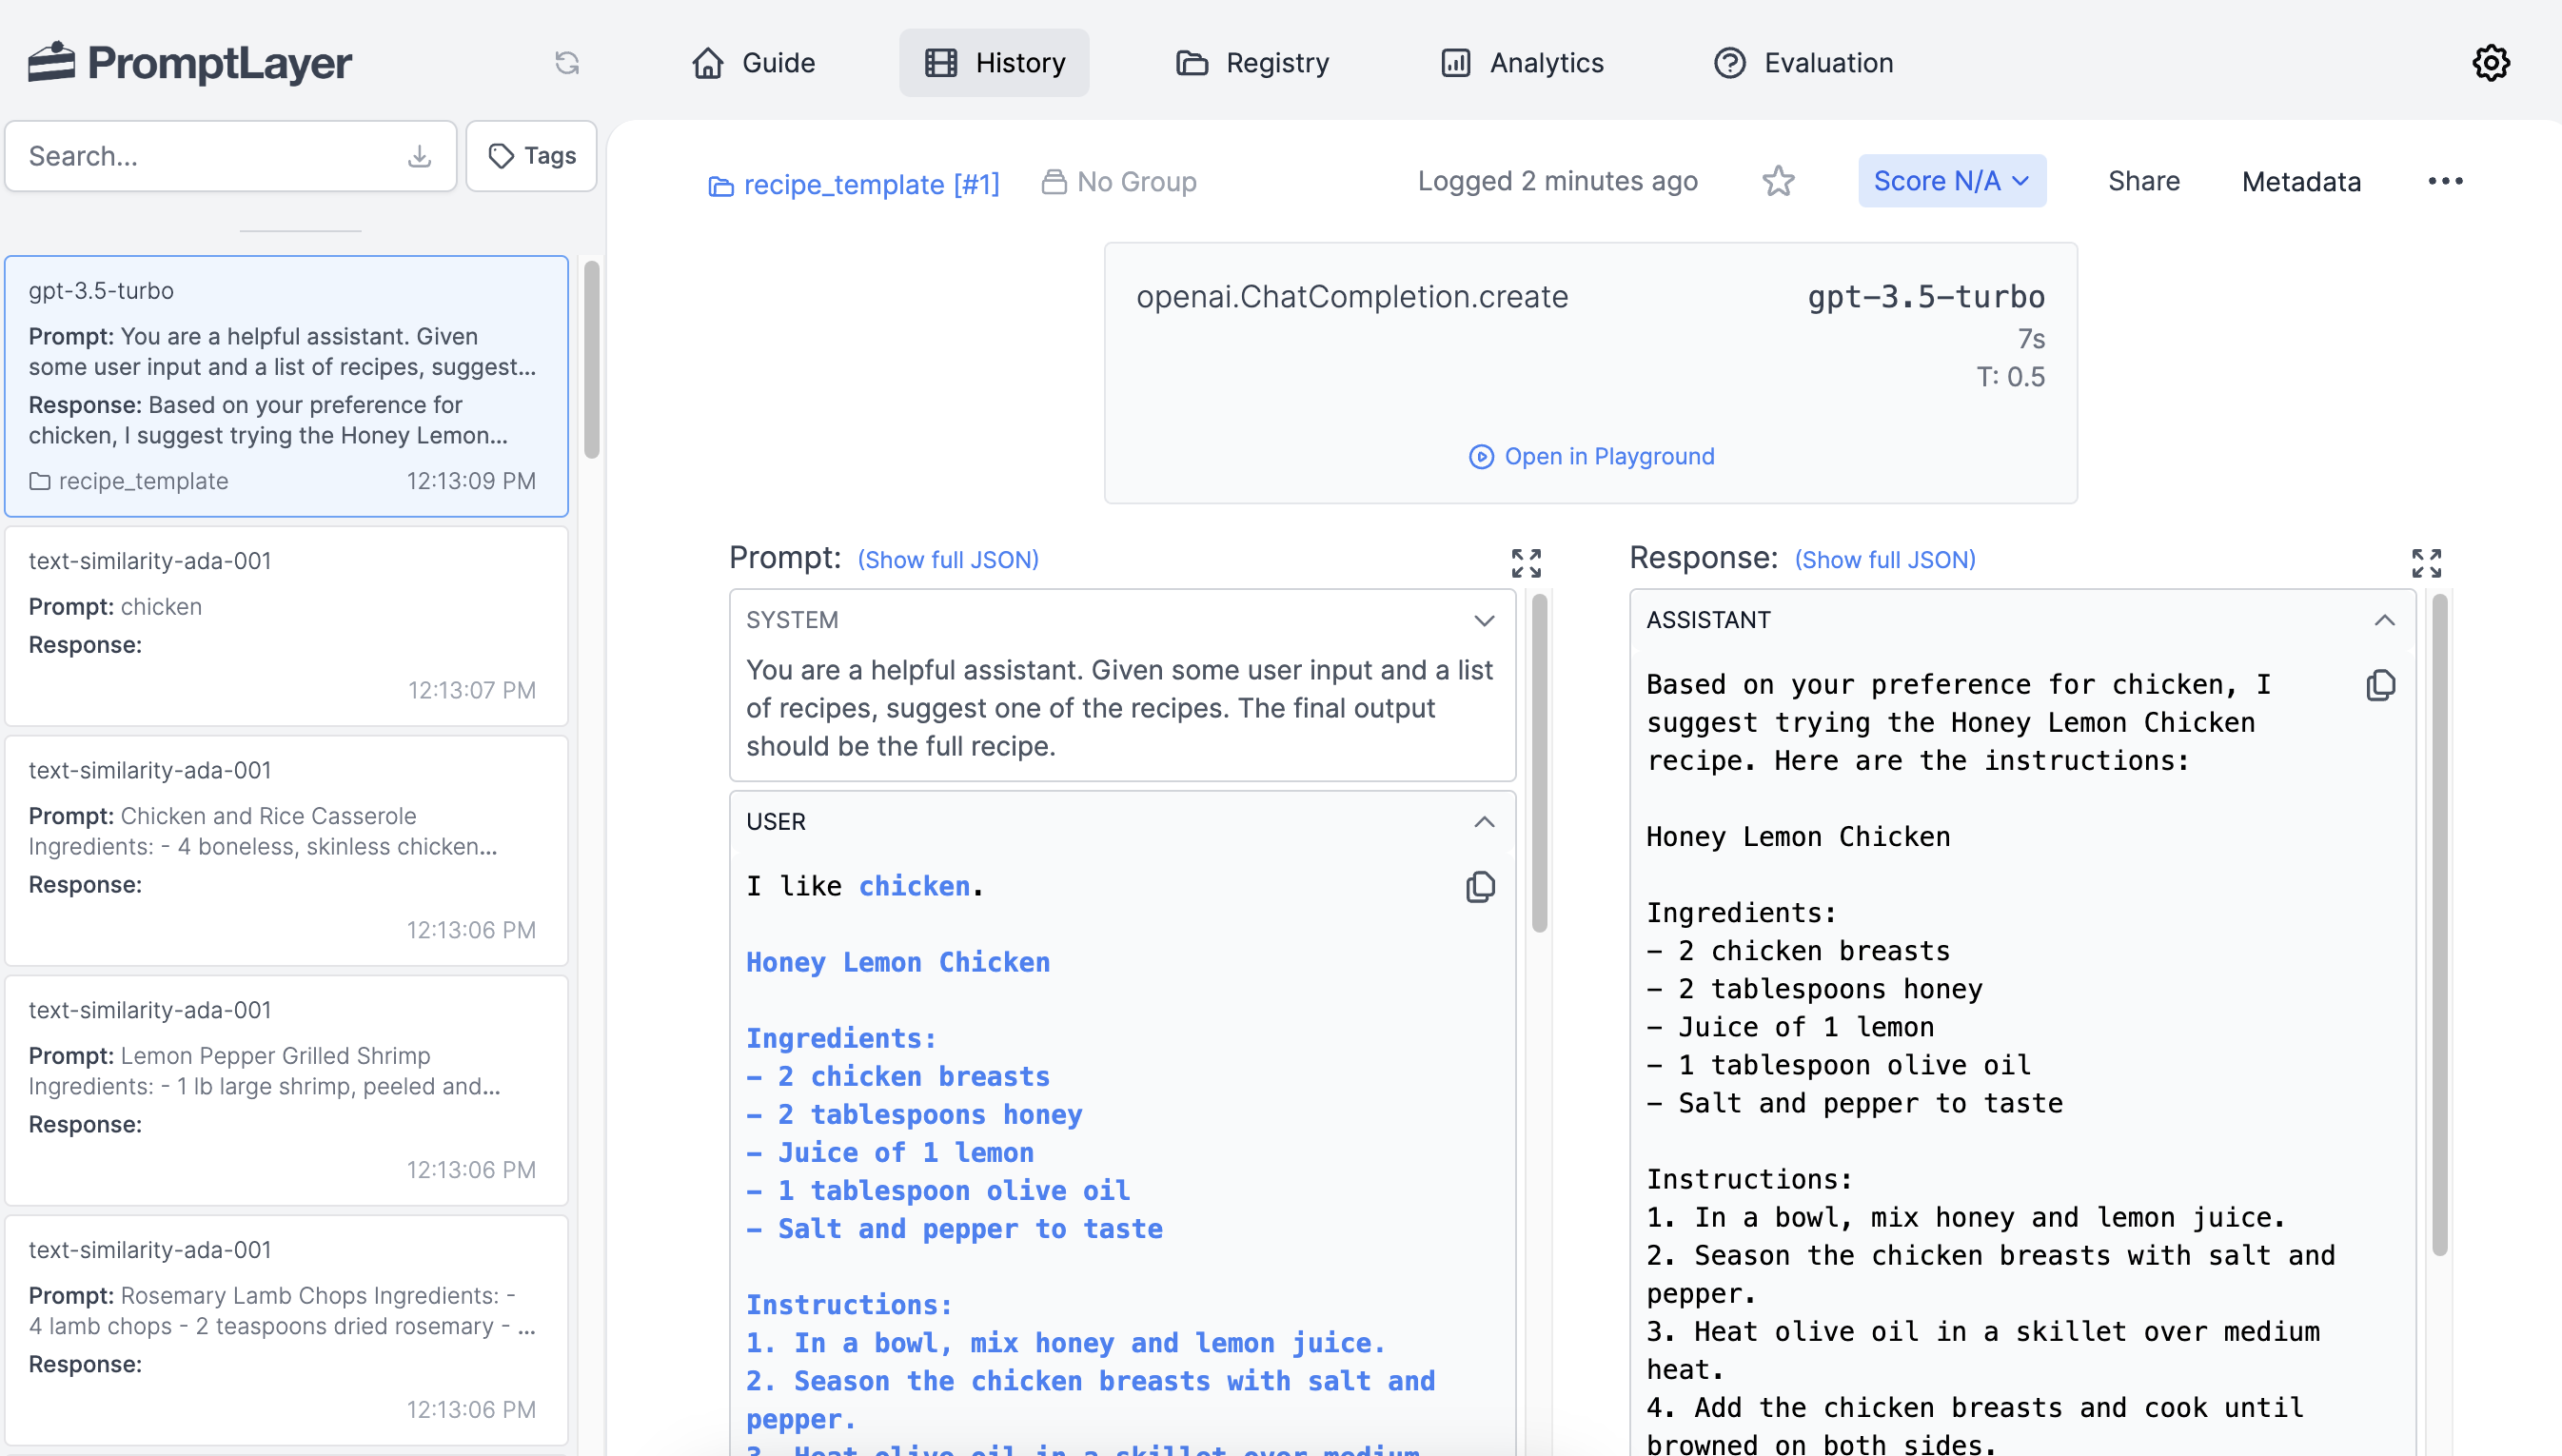 PromptLayer
Guide
History
Registry
Analytics
Evaluation
Search...
Tags
gpt-3.5-turbo
Prompt: You are a helpful assistant. Given
some user input and a list of recipes, suggest...
Response: Based on your preference for
chicken, I suggest trying the Honey Lemon...
recipe_template 12:13:09 PM
text-similarity-ada-001
Prompt: chicken
Response:
12:13:07 PM
text-similarity-ada-001
Prompt: Chicken and Rice Casserole
Ingredients: - 4 boneless, skinless chicken...
Response:
12:13:06 PM
text-similarity-ada-001
Prompt: Lemon Pepper Grilled Shrimp
Ingredients: - 1 lb large shrimp, peeled and...
Response:
12:13:06 PM
text-similarity-ada-001
Prompt: Rosemary Lamb Chops Ingredients: -
4 lamb chops - 2 teaspoons dried rosemary - ...
Response:
12:13:06 PM
recipe_template [#1]
No Group
Logged 2 minutes ago
Score N/A
Share
Metadata
openai.ChatCompletion.create
gpt-3.5-turbo
7s
T: 0.5
Open in Playground
Prompt: (Show full JSON)
SYSTEM
You are a helpful assistant. Given some user input and a list
of recipes, suggest one of the recipes. The final output
should be the full recipe.
USER
I like chicken.
Honey Lemon Chicken
Ingredients:
- 2 chicken breasts
- 2 tablespoons honey
- Juice of 1 lemon
- 1 tablespoon olive oil
- Salt and pepper to taste
Instructions:
1. In a bowl, mix honey and lemon juice.
2. Season the chicken breasts with salt and
pepper.
3. Heat olive oil in a skillet over medium
Response: (Show full JSON)
ASSISTANT
Based on your preference for chicken, I
suggest trying the Honey Lemon Chicken
recipe. Here are the instructions:
Honey Lemon Chicken
Ingredients:
- 2 chicken breasts
- 2 tablespoons honey
- Juice of 1 lemon
- 1 tablespoon olive oil
- Salt and pepper to taste
Instructions:
1. In a bowl, mix honey and lemon juice.
2. Season the chicken breasts with salt and
pepper.
3. Heat olive oil in a skillet over medium
heat.
4. Add the chicken breasts and cook until
browned on both sides.